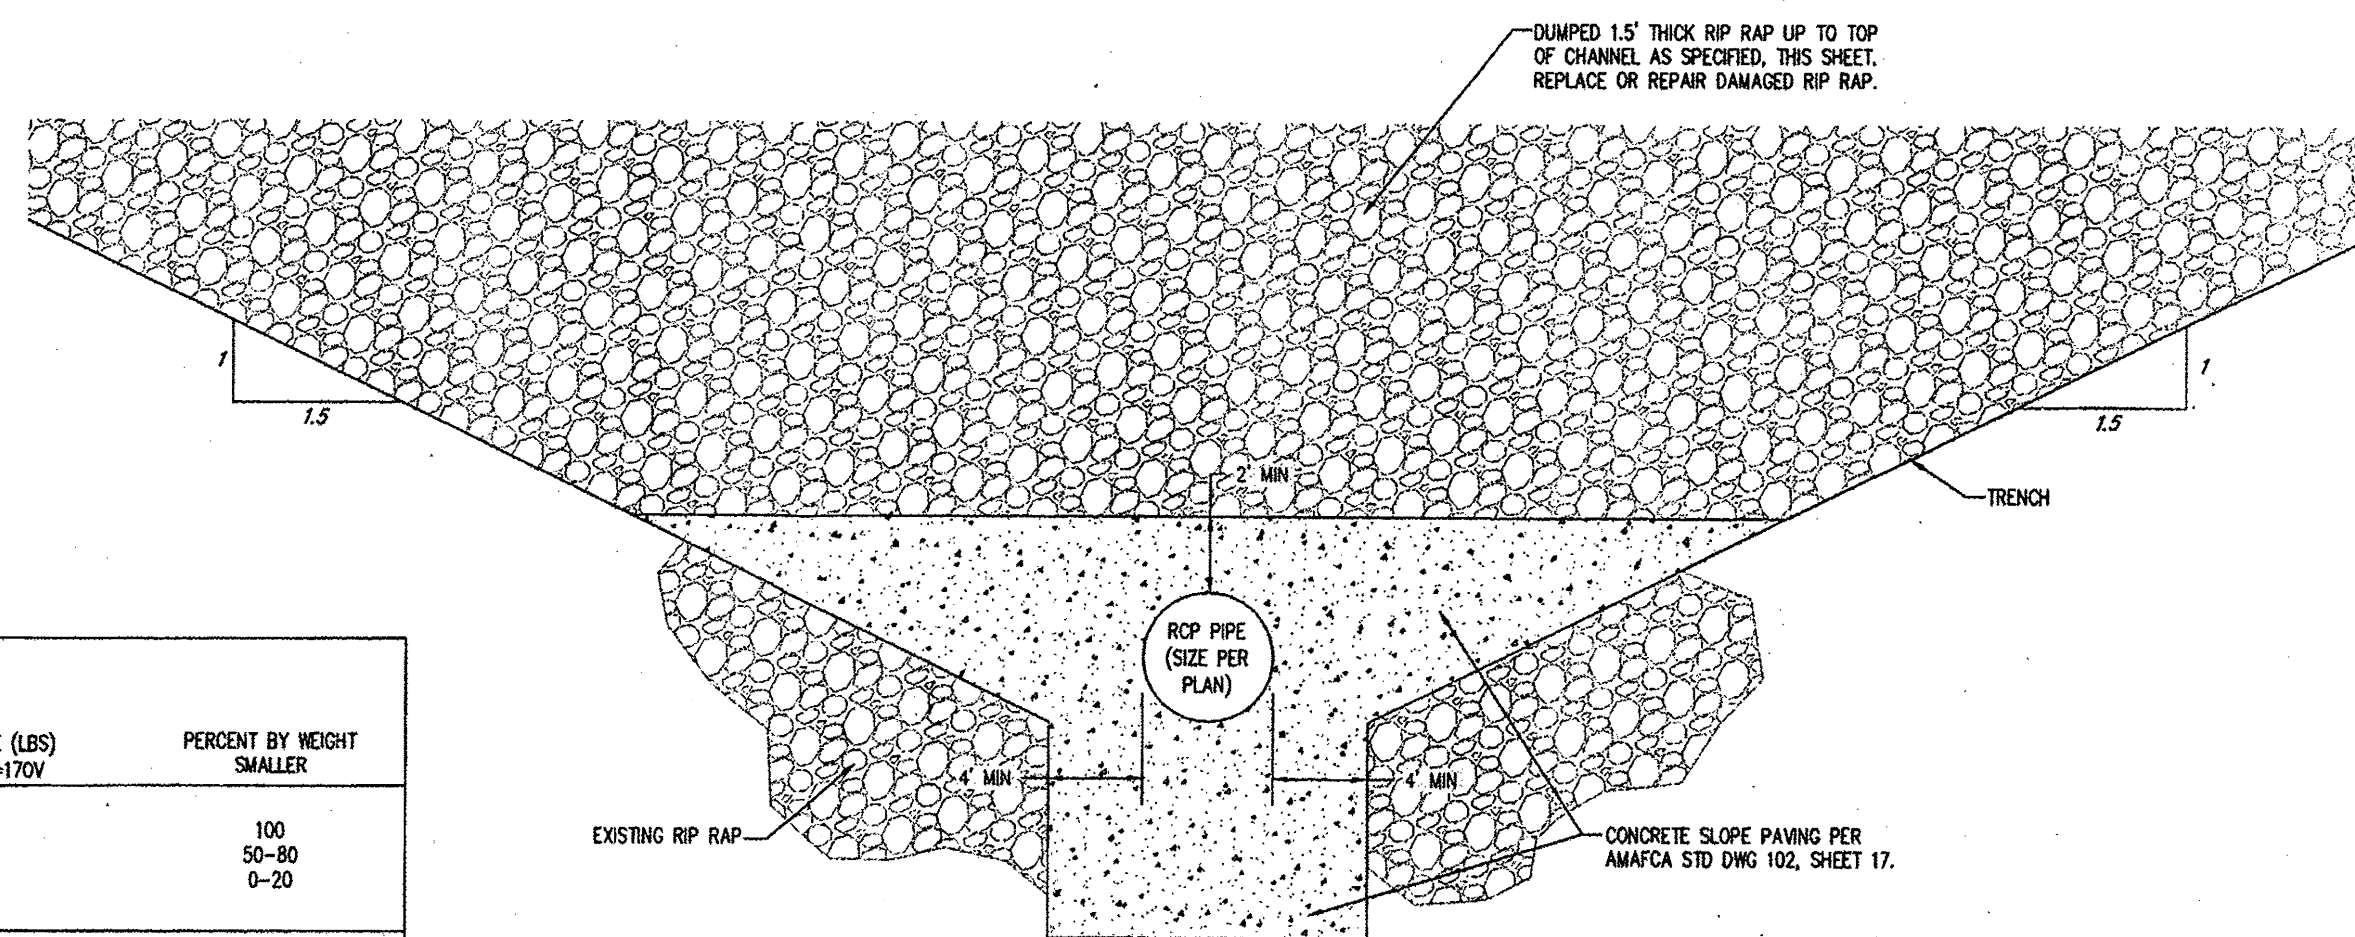 DUMPED 1.5' THICK RIP RAP UP TO TOP
OF CHANNEL AS SPECIFIED, THIS SHEET.
REPLACE OR REPAIR DAMAGED RIP RAP.
1
1.5
1
1.5
2' MIN
TRENCH
RCP PIPE
(SIZE PER
PLAN)
4' MIN
4' MIN
EXISTING RIP RAP
CONCRETE SLOPE PAVING PER
AMAFCA STD DWG 102, SHEET 17.
(LBS)
=170V
PERCENT BY WEIGHT
SMALLER
100
50-80
0-20